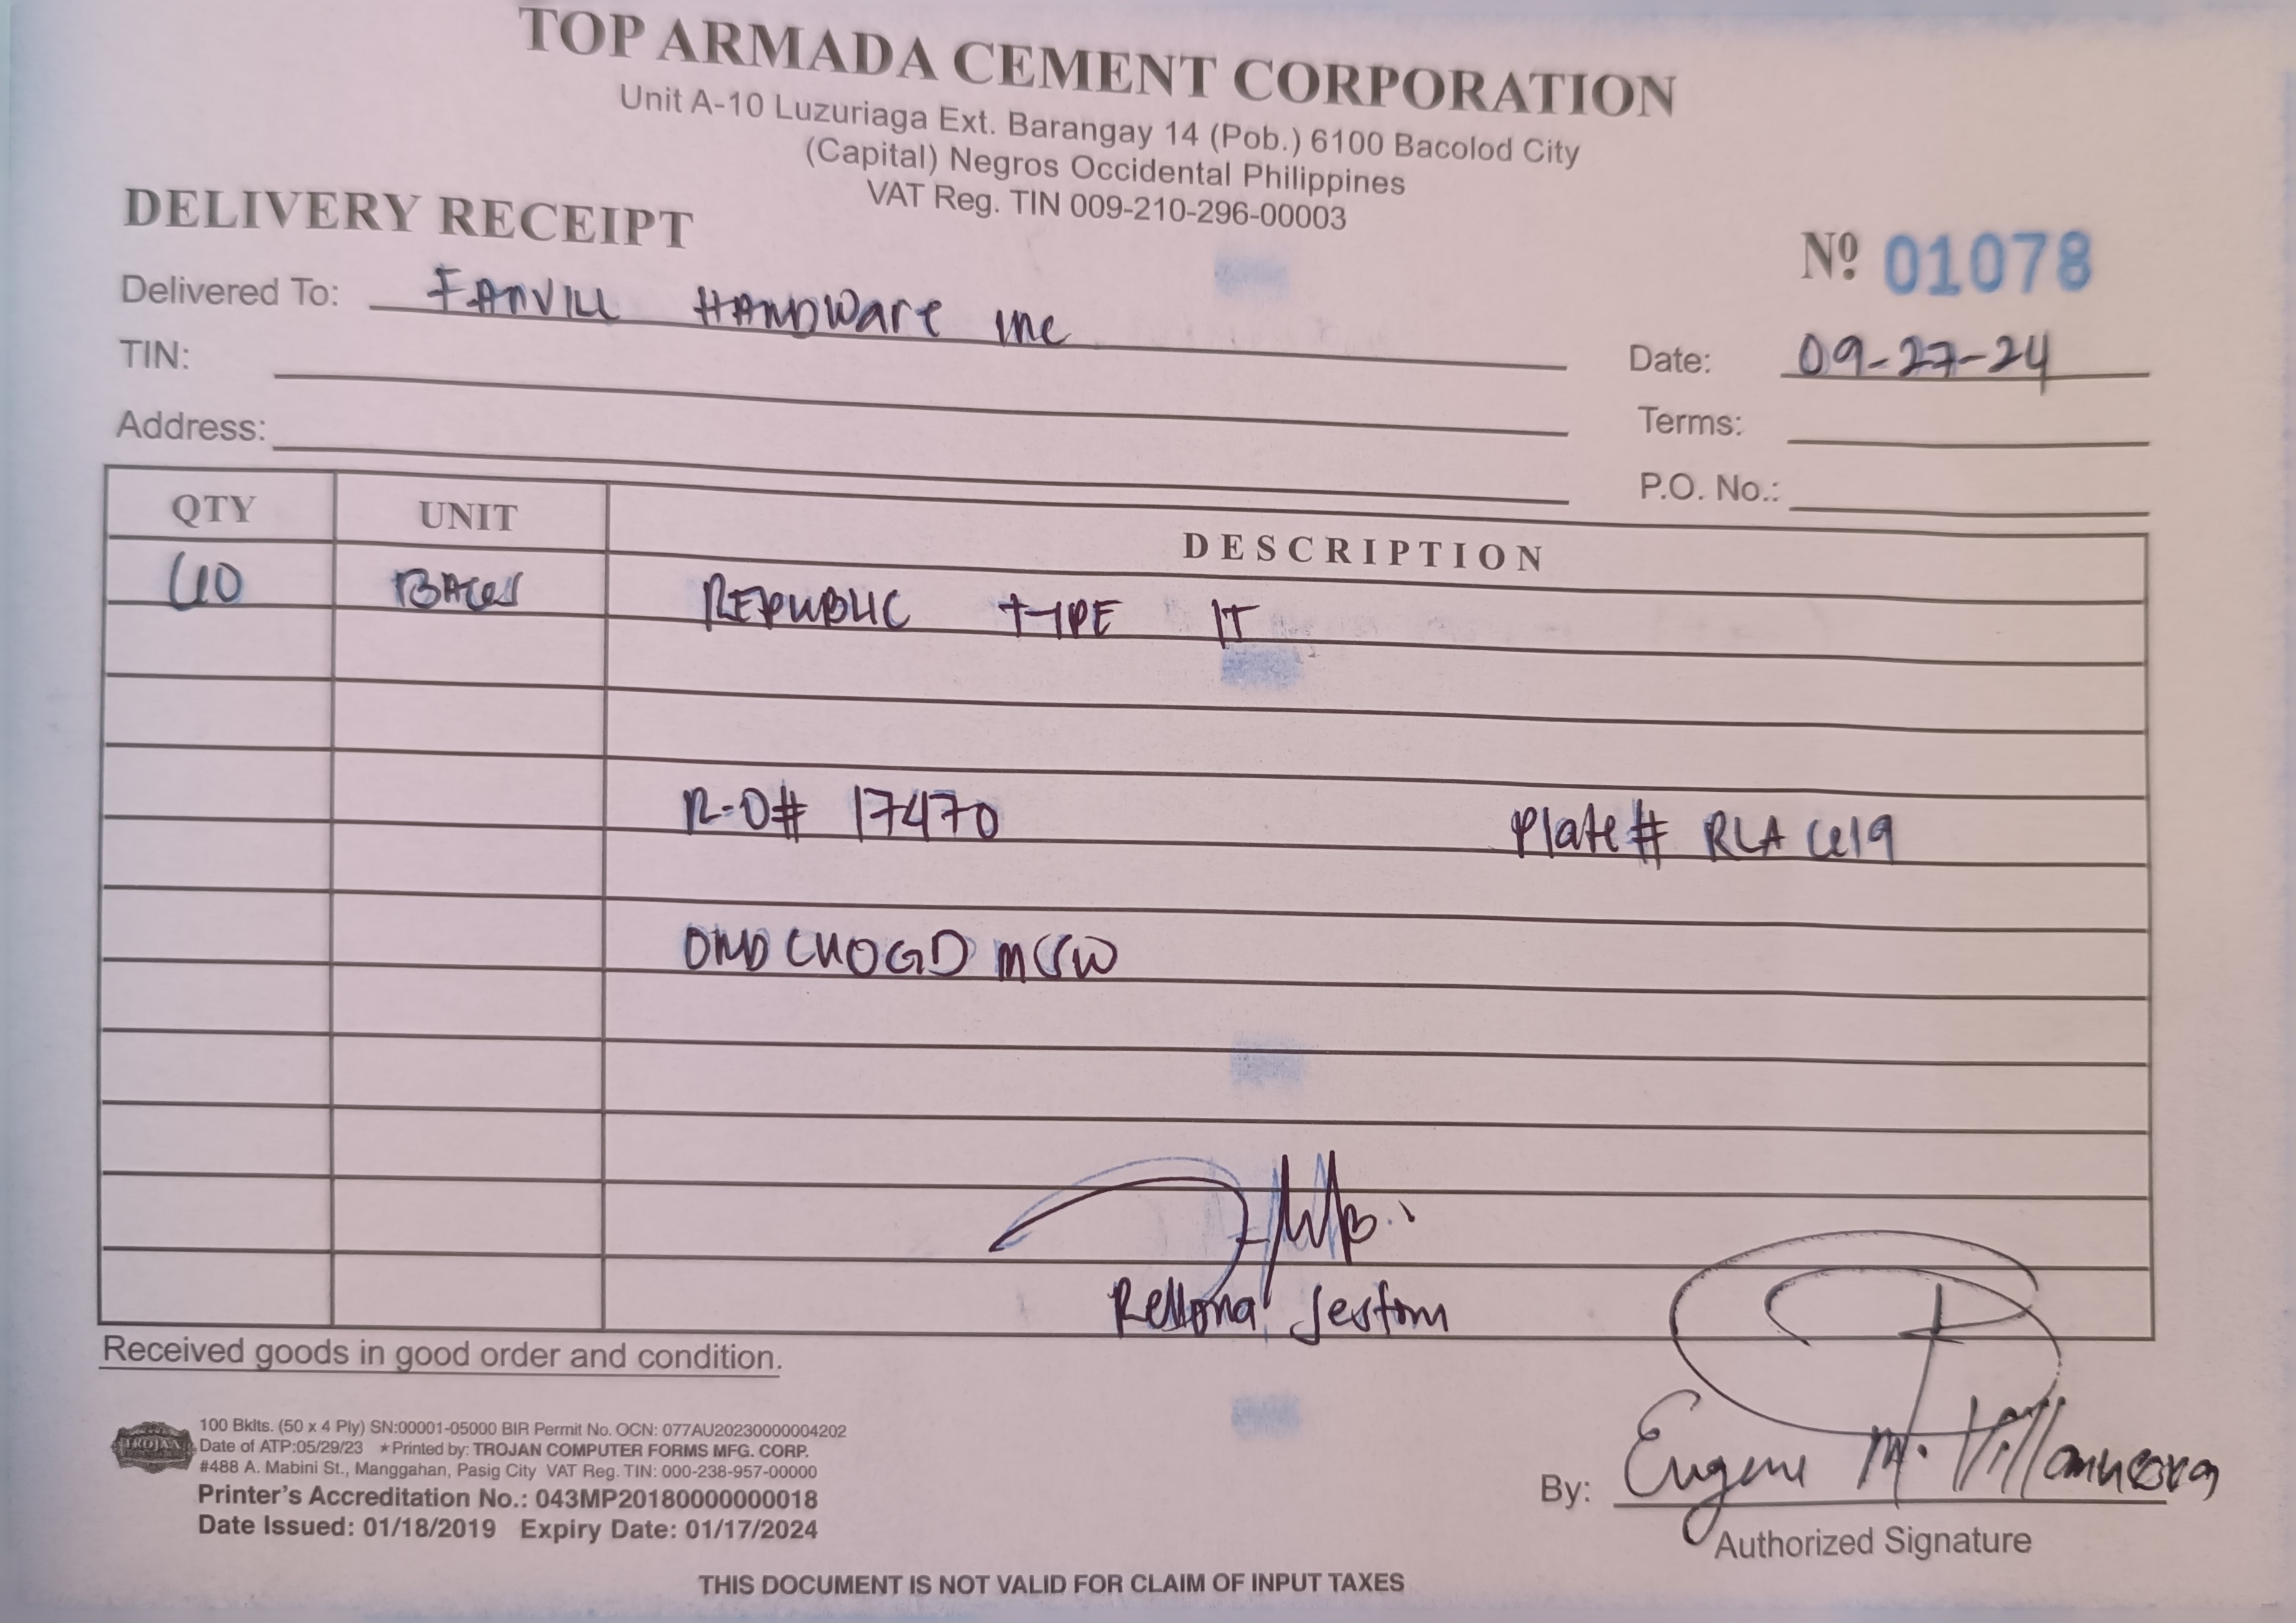 TOP ARMADA CEMENT CORPORATION
Unit A-10 Luzuriaga Ext. Barangay 14 (Pob.) 6100 Bacolod City
(Capital) Negros Occidental Philippines
VAT Reg. TIN 009-210-296-00003
DELIVERY RECEIPT
Nº 01078
Delivered To: FANVILL HARDWare inc
TIN:
Date: 09-27-24
Address:
Terms:
P.O. No.:
QTY UNIT DESCRIPTION
BAGS REPUBLIC TYPE 1T
R-O# 17470 Plate# RLA
Rellona Jestom
Received goods in good order and condition.
TROJAN
100 Bklts. (50 x 4 Ply) SN:00001-05000 BIR Permit No. OCN: 077AU20230000004202
Date of ATP:05/29/23 ★Printed by: TROJAN COMPUTER FORMS MFG. CORP.
#488 A. Mabini St., Manggahan, Pasig City VAT Reg. TIN: 000-238-957-00000
Printer's Accreditation No.: 043MP20180000000018
Date Issued: 01/18/2019 Expiry Date: 01/17/2024
By: Eugene M. Villanueva
Authorized Signature
THIS DOCUMENT IS NOT VALID FOR CLAIM OF INPUT TAXES